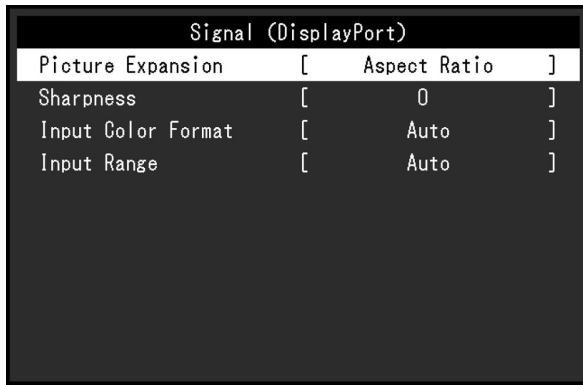 Signal (DisplayPort)
Picture Expansion [ Aspect Ratio ]
Sharpness [ 0 ]
Input Color Format [ Auto ]
Input Range [ Auto ]